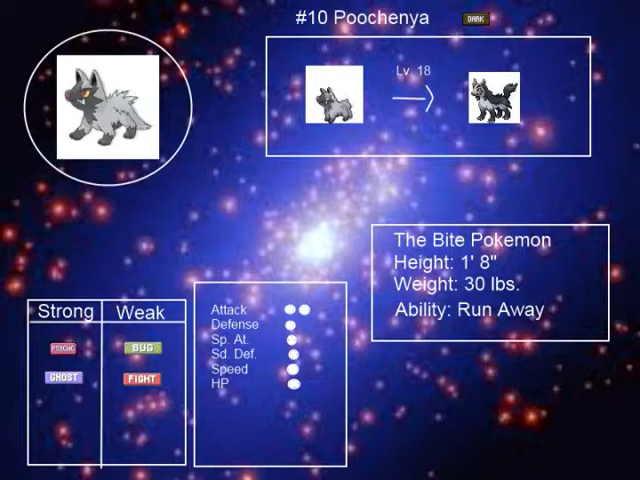 #10 Poochenya
DARK
Lv 18
The Bite Pokemon
Height: 1' 8"
Weight: 30 lbs.
Ability: Run Away
Strong Weak
PSYCHC BUG
GHOST FIGHT
Attack
Defense
Sp. At.
Sd. Def.
Speed
HP